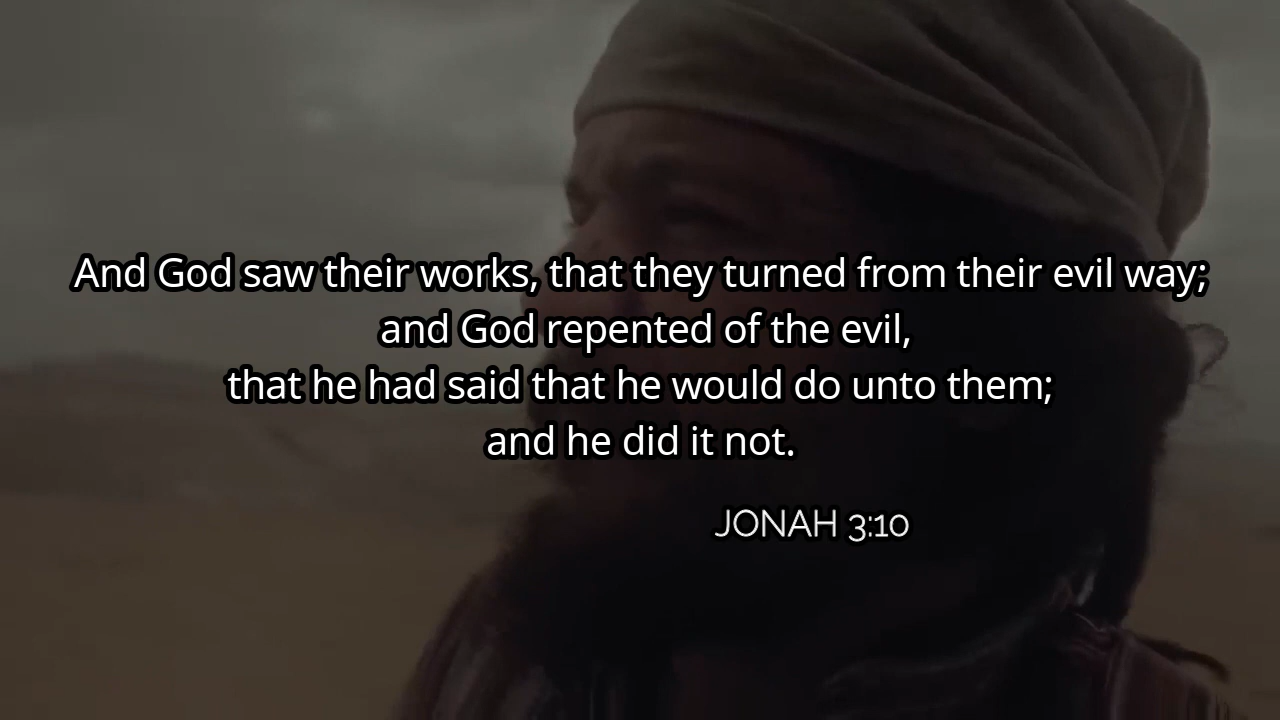 And God saw their works, that they turned from their evil way;
and God repented of the evil,
that he had said that he would do unto them;
and he did it not.
JONAH 3:10